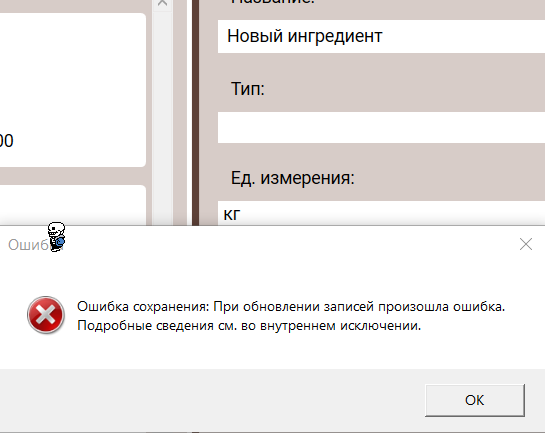 Новый ингредиент
00
Тип:
Ед. измерения:
кг
Ошибка сохранения: При обновлении записей произошла ошибка.
Подробные сведения см. во внутреннем исключении.
OK